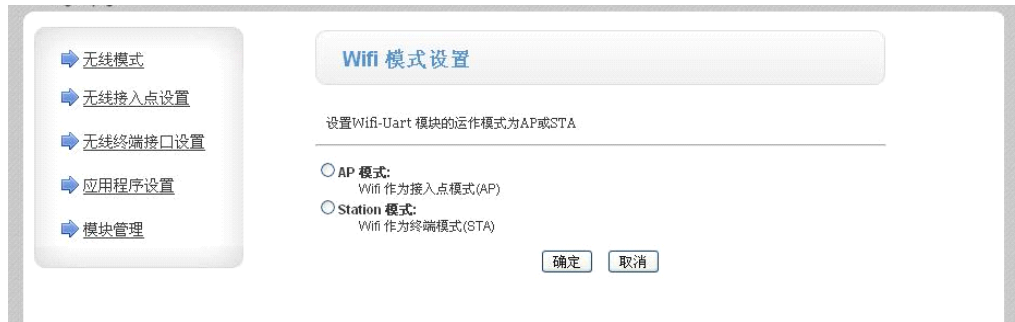 无线模式
无线接入点设置
无线终端接口设置
应用程序设置
模块管理
Wifi 模式设置
设置Wifi-Uart 模块的运作模式为AP或STA
AP 模式:
Wifi 作为接入点模式(AP)
Station 模式:
Wifi 作为终端模式(STA)
确定 取消